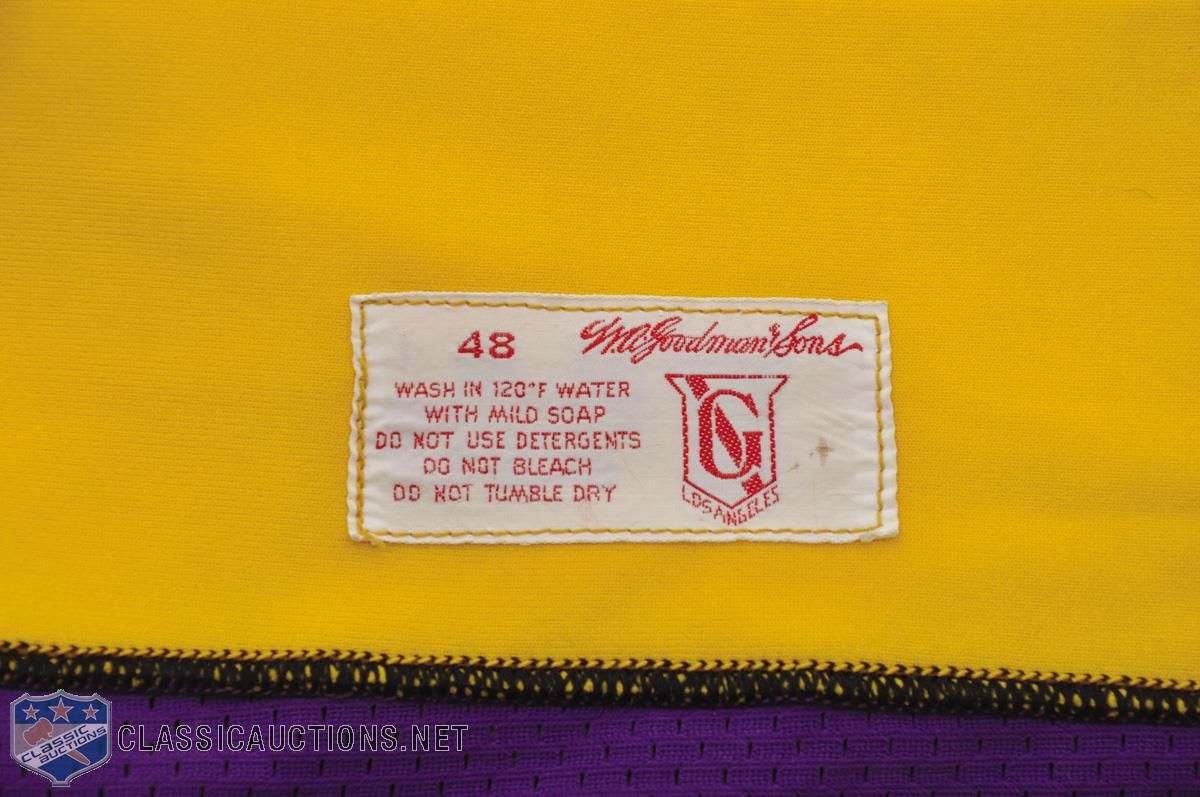 48
Wm. Goodman & Sons
WASH IN 120°F WATER
WITH MILD SOAP
DO NOT USE DETERGENTS
DO NOT BLEACH
DO NOT TUMBLE DRY
G
LOS ANGELES
CLASSIC
AUCTIONS
CLASSICAUCTIONS.NET